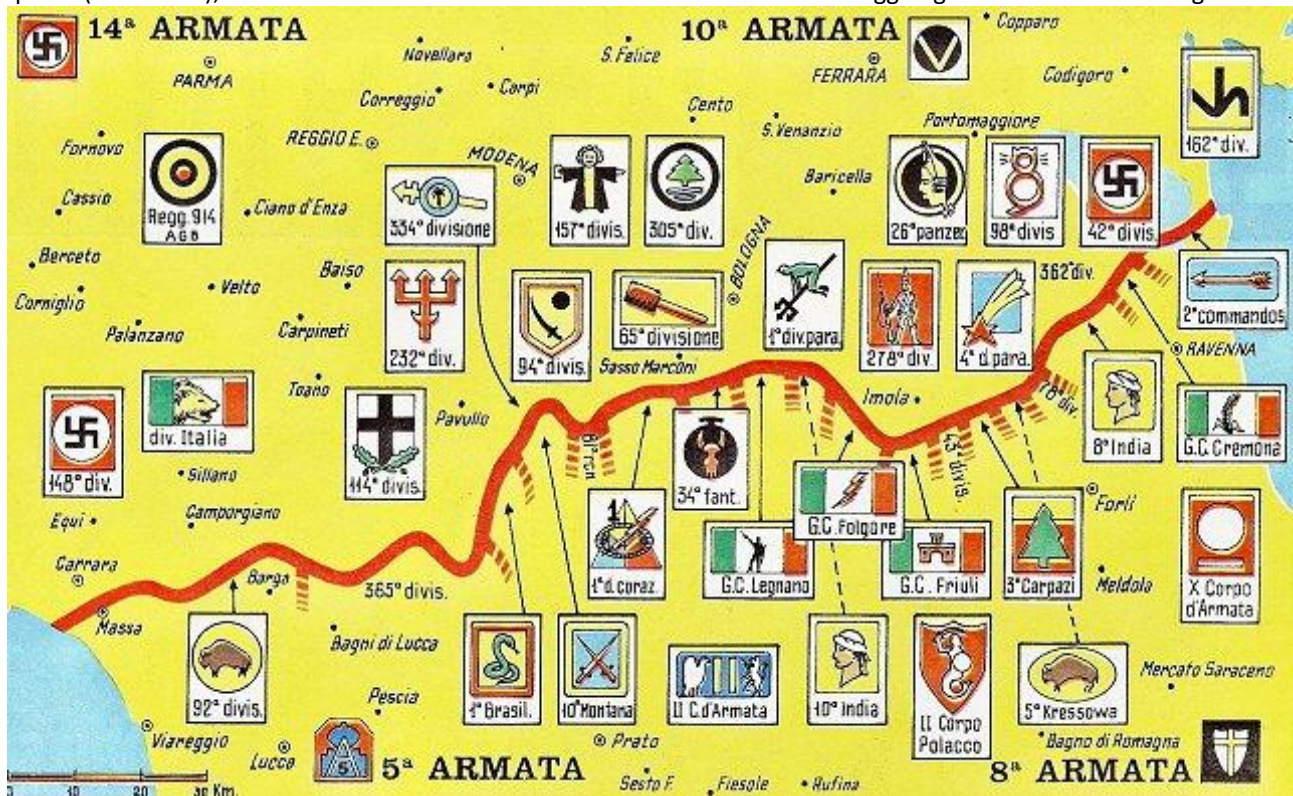 14ª ARMATA
10ª ARMATA
Copparo
PARMA
Novellara
S. Felice
FERRARA
Codigoro
Correggio
Carpi
Cento
162ª div.
Fornovo
REGGIO E.
MODENA
S. Venanzio
Portomaggiore
Cassio
Regg. 914
AGB
Ciano d'Enza
334ª divisione
157ª divis.
305ª div.
Baricella
26ª panzer
98ª divis
42ª divis.
Berceto
Baiso
BOLOGNA
362ª div.
Corniglio
Velto
2ª commandos
Palanzano
Carpineti
232ª div.
94ª divis.
65ª divisione
Sasso Marconi
1ª div. para.
278ª div
4ª d. para.
RAVENNA
Toano
Pavullo
Imola
78ª div.
8ª India
G.C. Cremona
div. Italia
148ª div.
Sillano
114ª divis.
34ª fant.
43ª divis.
Equi
Camporgiano
1ª d. coraz.
G.C. Folgore
Forlì
Carrara
Barga
365ª divis.
G.C. Legnano
G.C. Friuli
3ª Carpazi
Meldola
X Corpo
d'Armata
Massa
Bagni di Lucca
92ª divis.
1ª Brasil.
10ª Montana
II C. d'Armata
10ª India
II Corpo
Polacco
5ª Kressowa
Mercato Saraceno
Pescia
Viareggio
Lucca
5
5ª ARMATA
Prato
Bagno di Romagna
8ª ARMATA
10 20 30 Km.
Sesto F.
Fiesole
Rufina